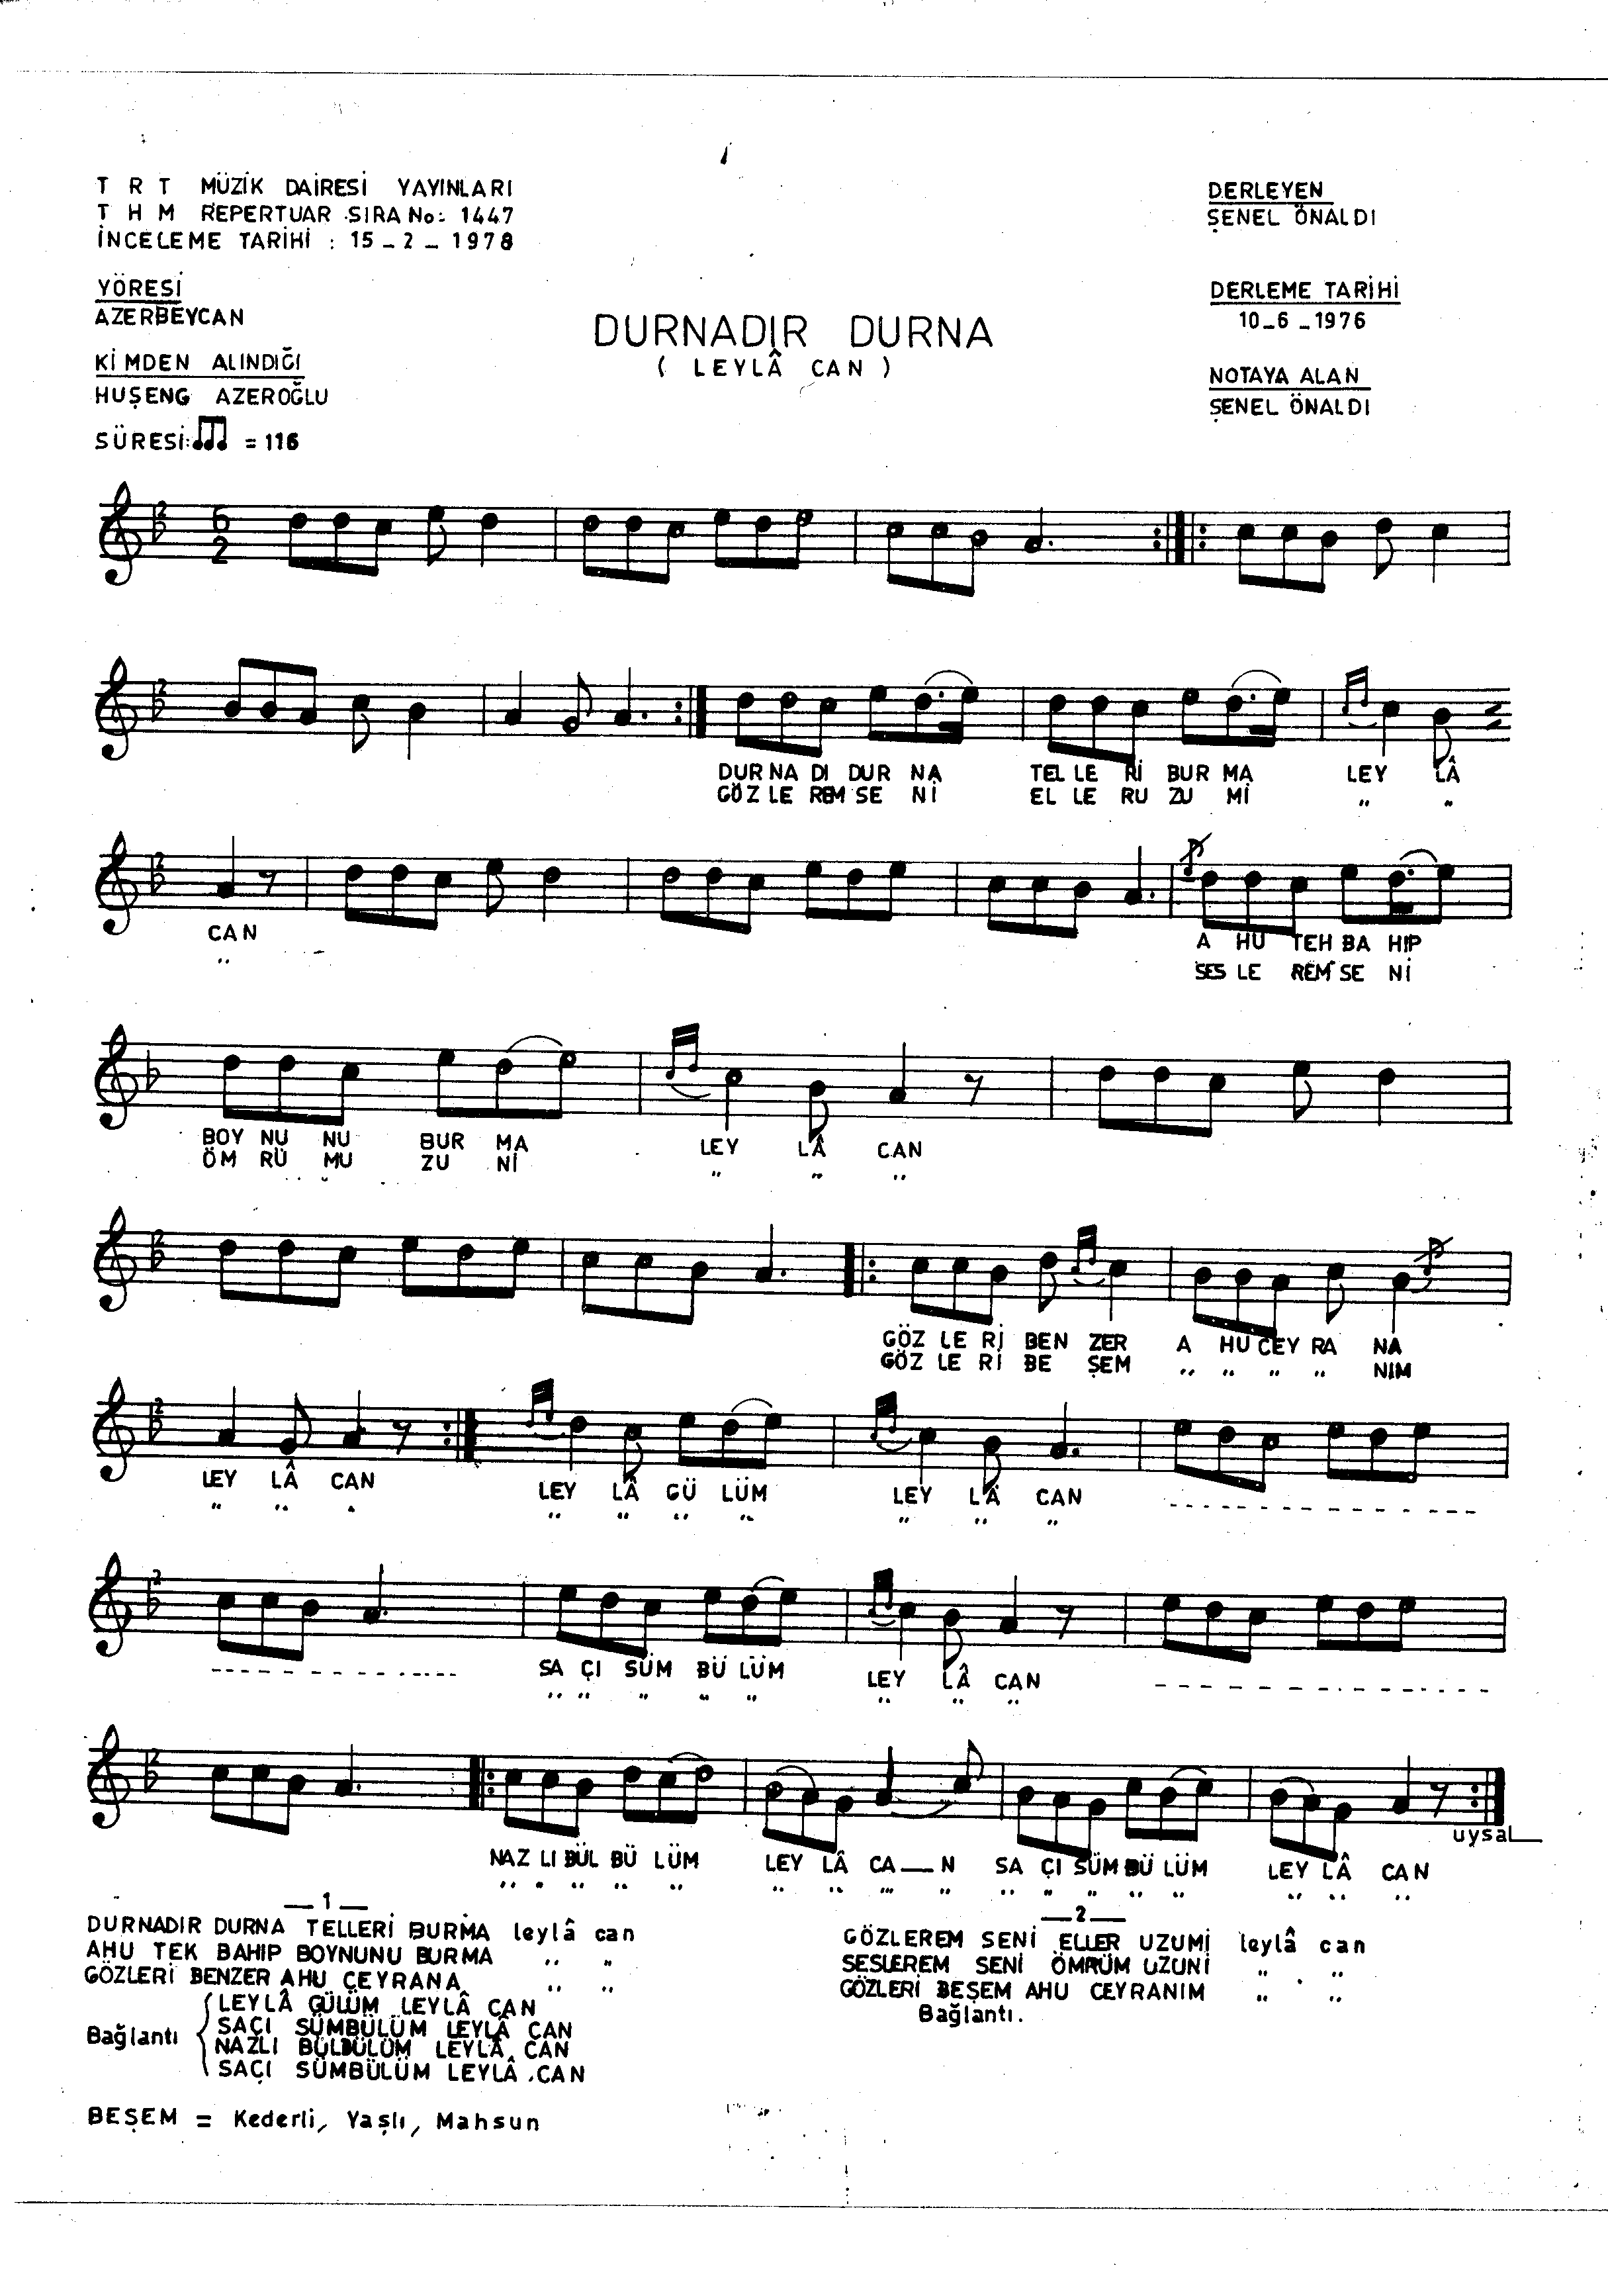 T R T MÜZİK DAİRESİ YAYINLARI
T H M REPERTUAR SIRA No: 1447
İNCELEME TARİHİ : 15 _ 2 _ 1978
DERLEYEN
ŞENEL ÖNALDI
YÖRESİ
AZERBEYCAN
DERLEME TARİHİ
10_6_1976
DURNADIR DURNA
( LEYLÂ CAN )
KİMDEN ALINDIĞI
HUŞENG AZEROĞLU
NOTAYA ALAN
ŞENEL ÖNALDI
SÜRESİ: = 116
6
2
DUR NA DI DUR NA TEL LE Rİ BUR MA LEY LÂ
GÖZ LE REM SE Nİ EL LE RU ZU Mİ " "
CAN A HU TEH BA HIP
" SES LE REM SE Nİ
BOY NU NU BUR MA LEY LÂ CAN
ÖM RÜ MU ZU Nİ " " "
GÖZ LE Rİ BEN ZER A HU CEY RA NA
GÖZ LE Rİ BE ŞEM " " " " NIM
LEY LÂ CAN LEY LÂ GÜ LÜM LEY LÂ CAN
" " " " " " " " " "
SA ÇI SÜM BÜ LÜM LEY LÂ CAN
" " " " " " " "
uysal
NAZ LI BÜL BÜ LÜM LEY LÂ CA__N SA ÇI SÜM BÜ LÜM LEY LÂ CAN
" " " " " " " " " " " " " " " " "
_1_
DURNADIR DURNA TELLERİ BURMA leylâ can
AHU TEK BAHIP BOYNUNU BURMA " "
GÖZLERİ BENZER AHU ÇEYRANA " "
Bağlantı
LEYLÂ GÜLÜM LEYLÂ CAN
SAÇI SÜMBÜLÜM LEYLÂ CAN
NAZLI BÜLBÜLÜM LEYLÂ CAN
SAÇI SÜMBÜLÜM LEYLÂ CAN
_2_
GÖZLEREM SENİ ELLER UZUMİ leylâ can
SESLEREM SENİ ÖMRÜM UZUNİ " "
GÖZLERİ BEŞEM AHU CEYRANIM " "
Bağlantı.
BEŞEM = Kederli, Yaşlı, Mahsun